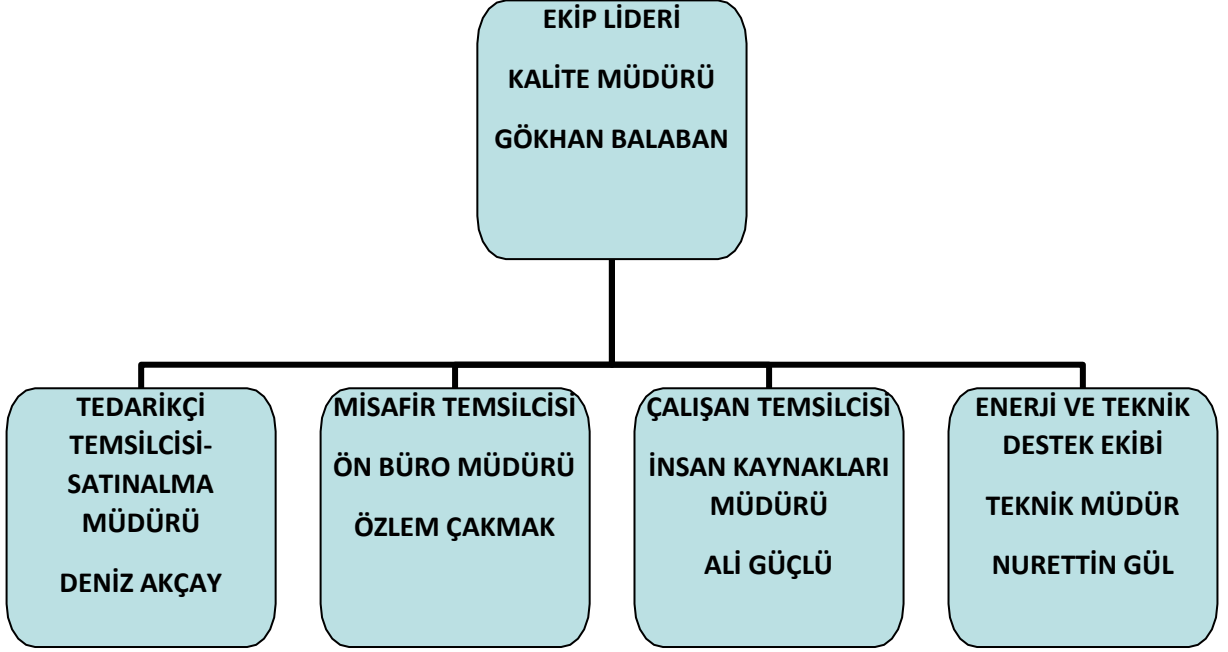 EKİP LİDERİ
KALİTE MÜDÜRÜ
GÖKHAN BALABAN
TEDARİKÇİ
TEMSİLCİSİ-
SATINALMA
MÜDÜRÜ
DENİZ AKÇAY
MİSAFİR TEMSİLCİSİ
ÖN BÜRO MÜDÜRÜ
ÖZLEM ÇAKMAK
ÇALIŞAN TEMSİLCİSİ
İNSAN KAYNAKLARI
MÜDÜRÜ
ALİ GÜÇLÜ
ENERJİ VE TEKNİK
DESTEK EKİBİ
TEKNİK MÜDÜR
NURETTİN GÜL